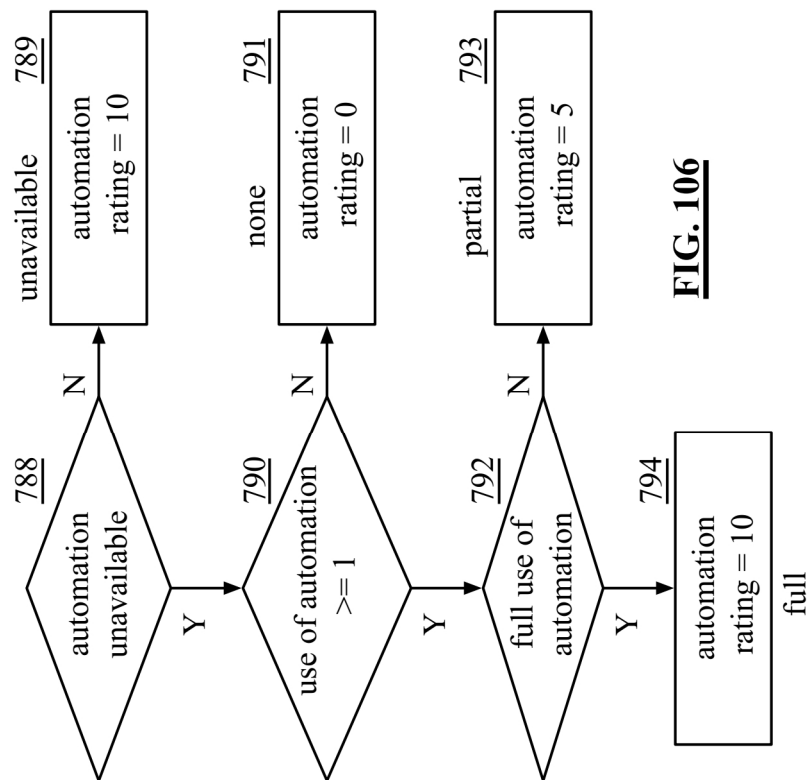 788
automation
unavailable
N
Y
unavailable
789
automation
rating = 10
790
use of automation
>= 1
N
Y
none
791
automation
rating = 0
792
full use of
automation
N
Y
partial
793
automation
rating = 5
794
automation
rating = 10
full
FIG. 106